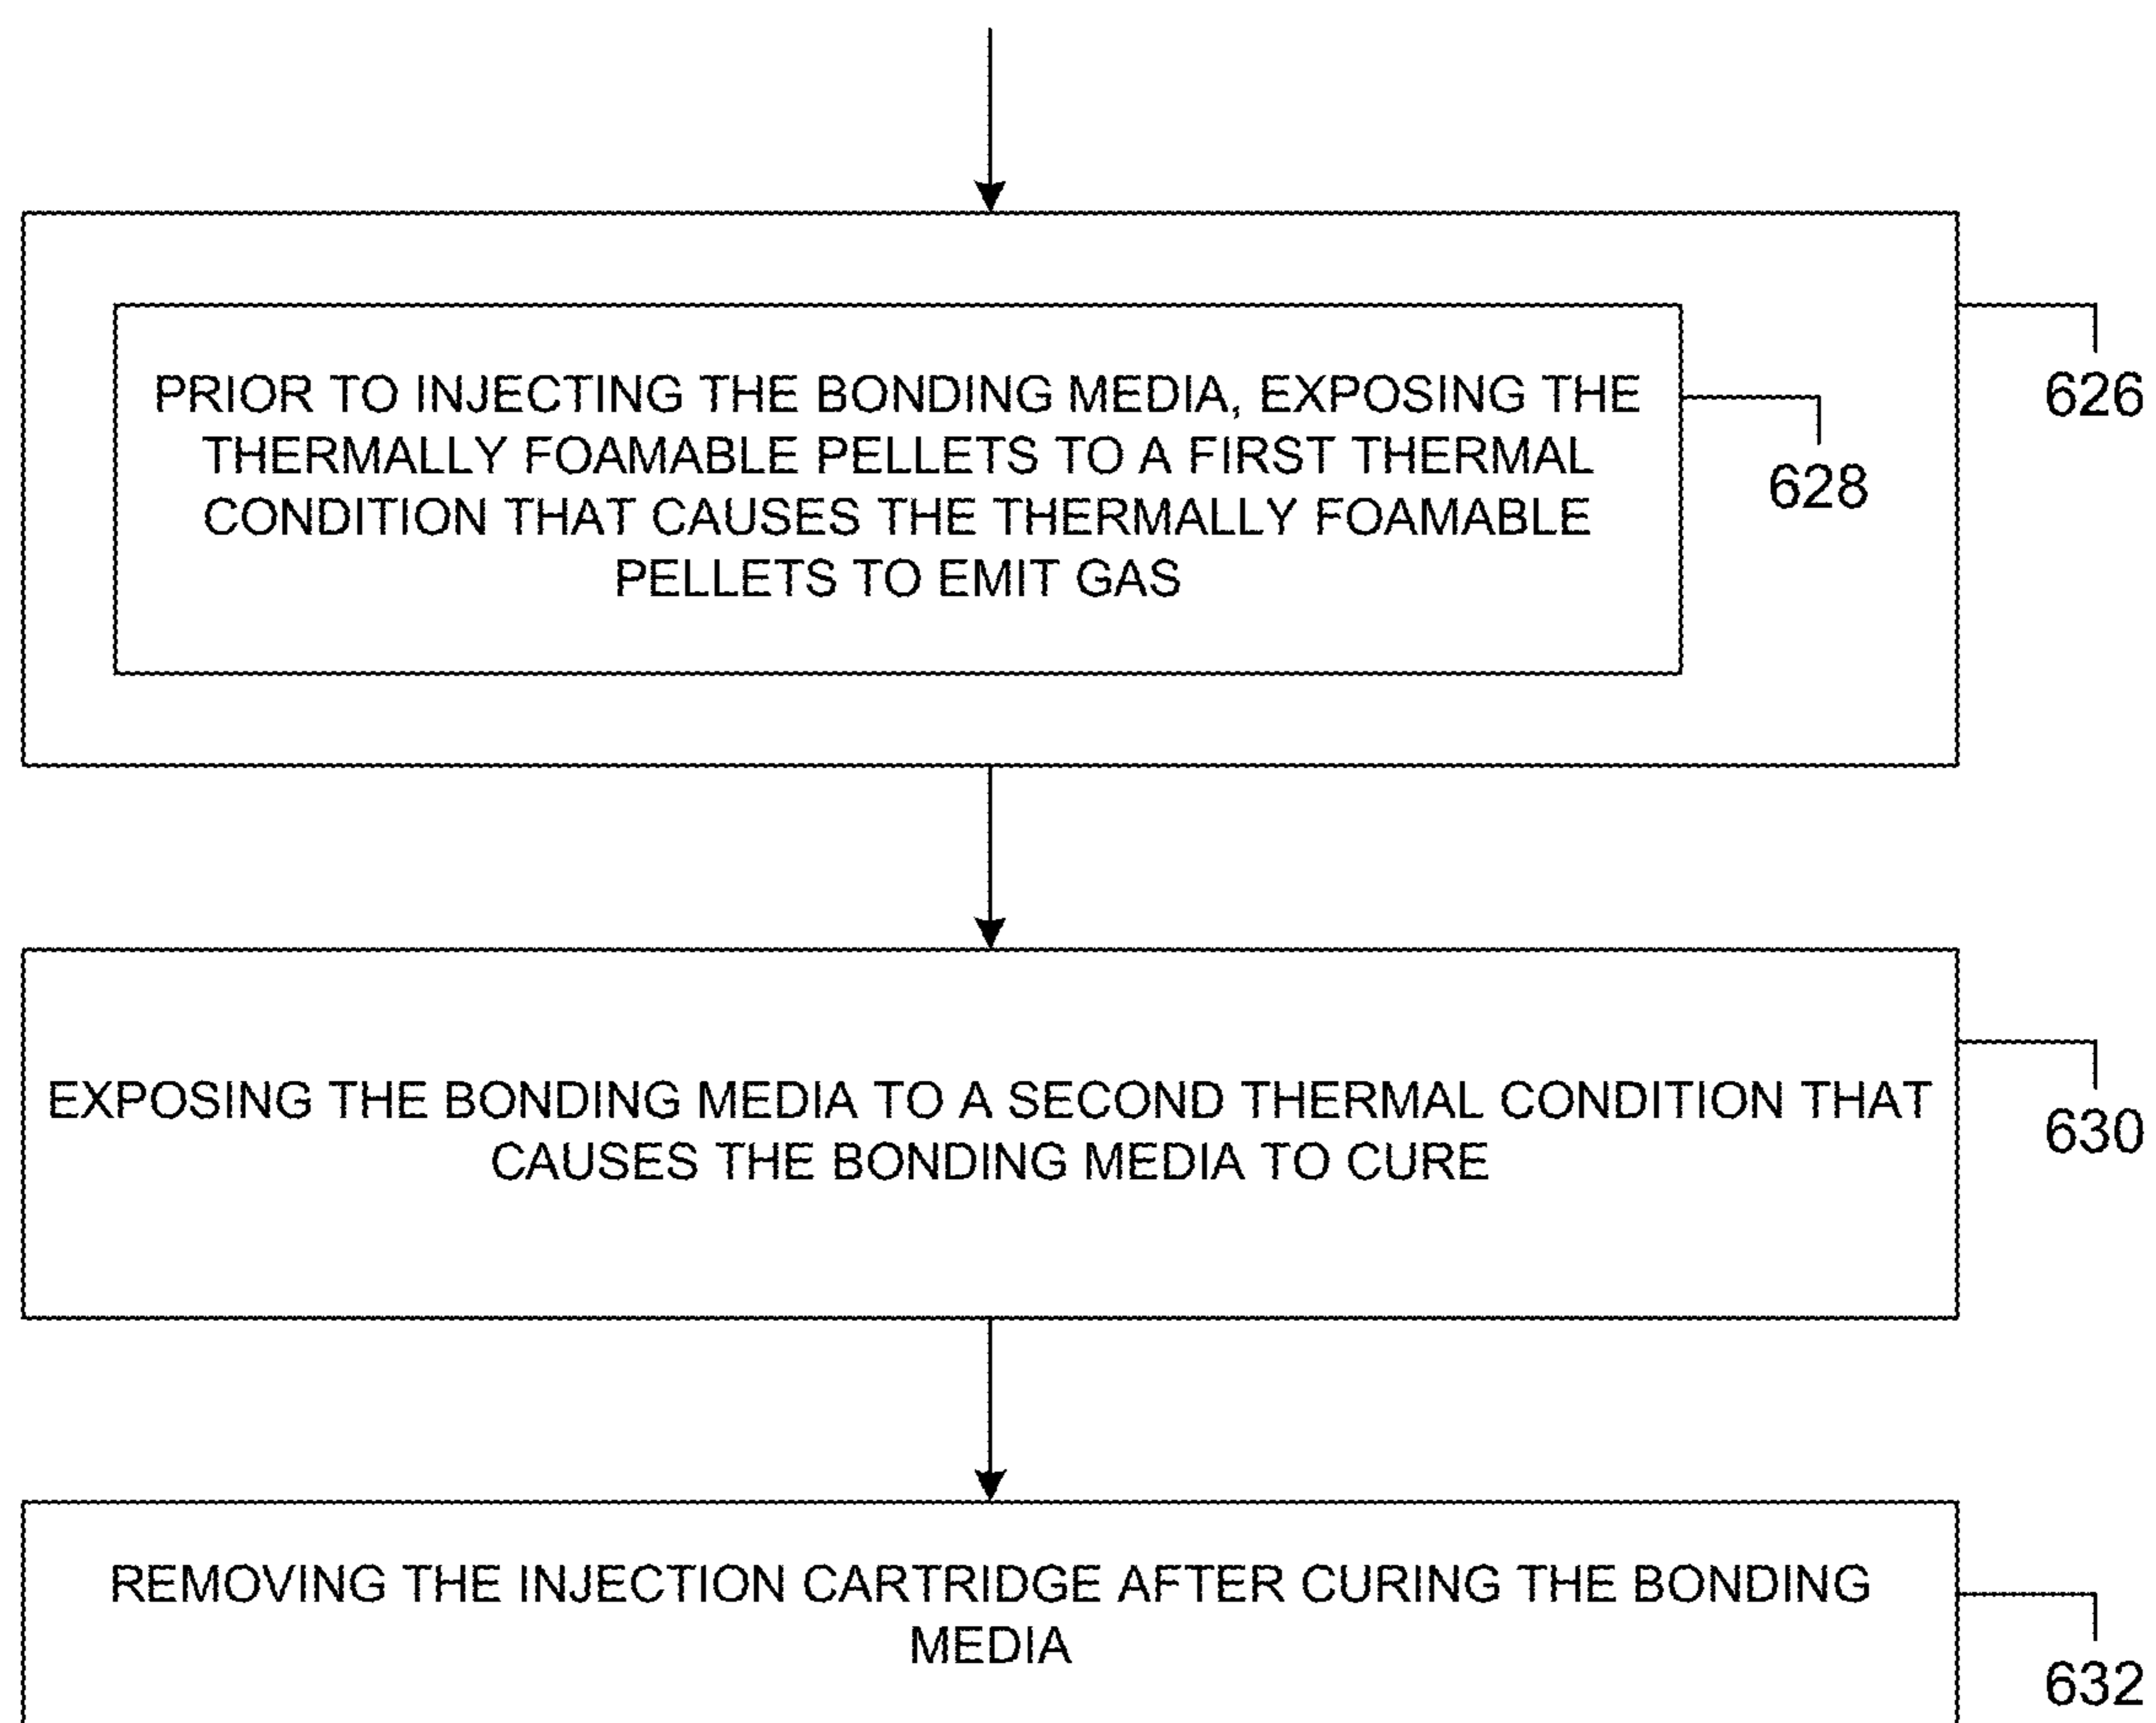 PRIOR TO INJECTING THE BONDING MEDIA, EXPOSING THE
THERMALLY FOAMABLE PELLETS TO A FIRST THERMAL
CONDITION THAT CAUSES THE THERMALLY FOAMABLE
PELLETS TO EMIT GAS
626
628
EXPOSING THE BONDING MEDIA TO A SECOND THERMAL CONDITION THAT
CAUSES THE BONDING MEDIA TO CURE
630
REMOVING THE INJECTION CARTRIDGE AFTER CURING THE BONDING
MEDIA
632